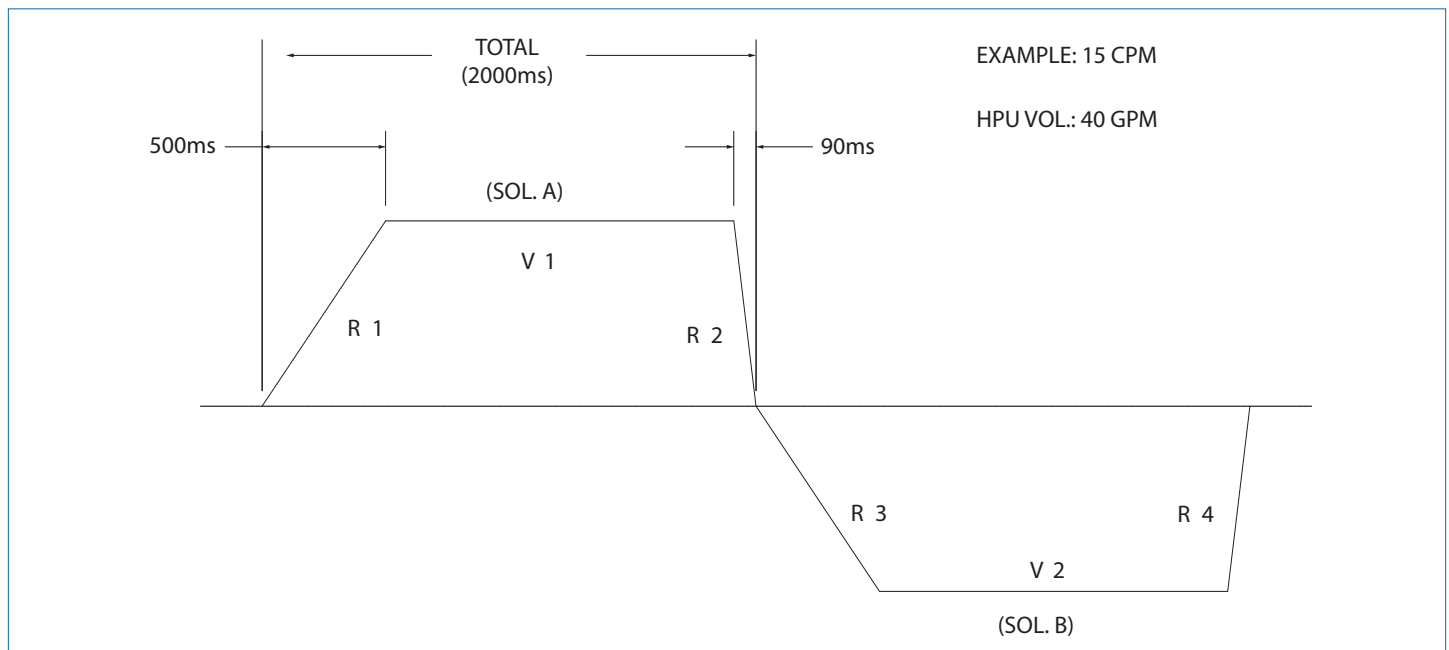 TOTAL
(2000ms)
EXAMPLE: 15 CPM
HPU VOL.: 40 GPM
500ms
90ms
(SOL. A)
V 1
R 1
R 2
R 3
R 4
V 2
(SOL. B)